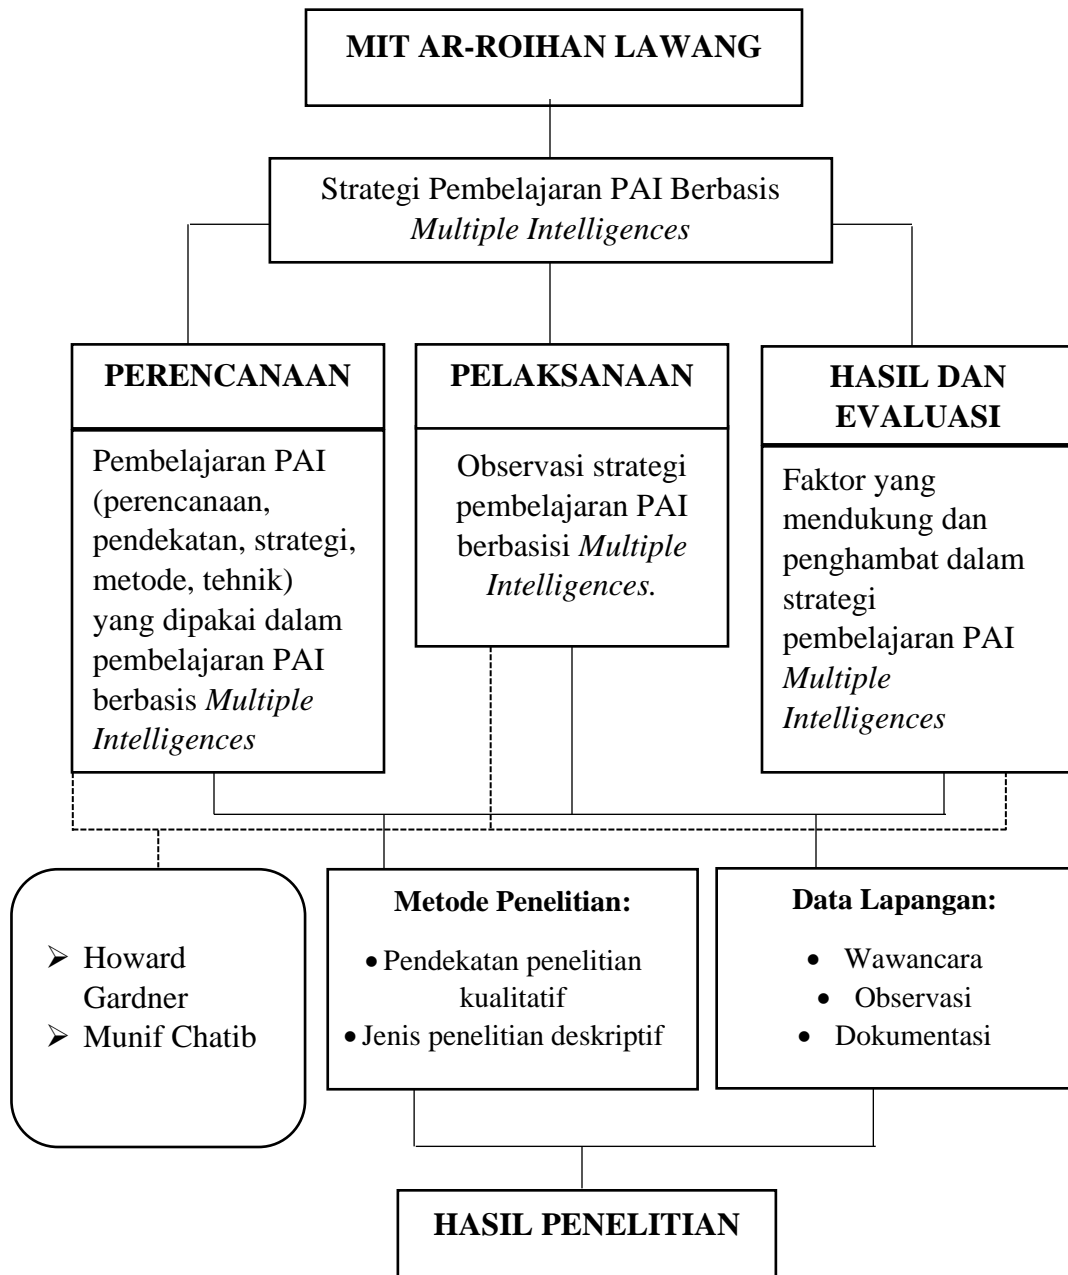 MIT AR-ROIHAN LAWANG
Strategi Pembelajaran PAI Berbasis
Multiple Intelligences
PERENCANAAN
Pembelajaran PAI
(perencanaan,
pendekatan, strategi,
metode, tehnik)
yang dipakai dalam
pembelajaran PAI
berbasis Multiple
Intelligences
PELAKSANAAN
Observasi strategi
pembelajaran PAI
berbasisi Multiple
Intelligences.
HASIL DAN
EVALUASI
Faktor yang
mendukung dan
penghambat dalam
strategi
pembelajaran PAI
Multiple
Intelligences
➢ Howard
Gardner
➢ Munif Chatib
Metode Penelitian:
• Pendekatan penelitian
kualitatif
• Jenis penelitian deskriptif
Data Lapangan:
• Wawancara
• Observasi
• Dokumentasi
HASIL PENELITIAN